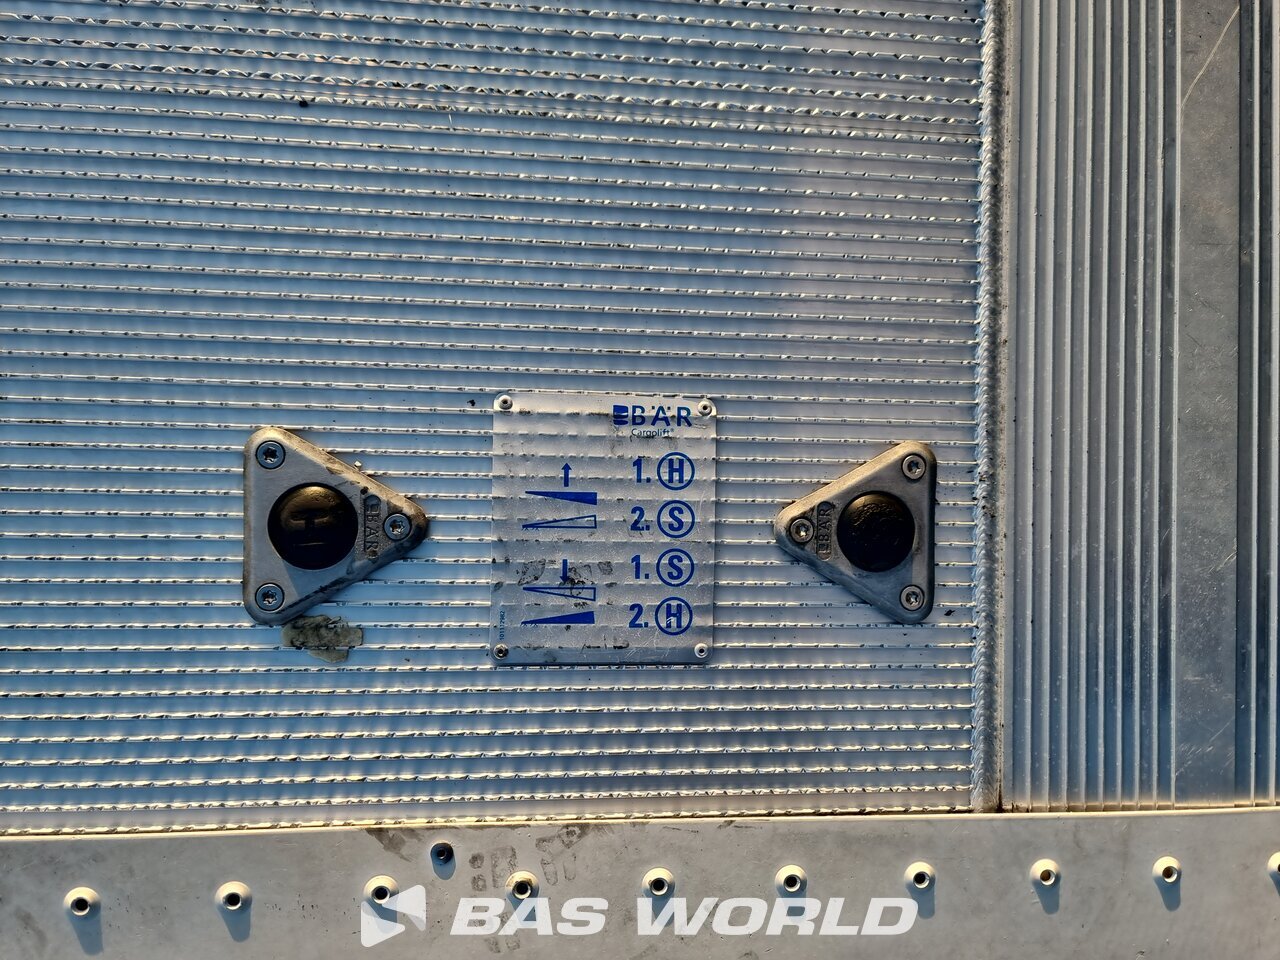 BÄR
Cargolift®
1. H
2. S
1. S
2. H
H
BÄR
BÄR
BAS WORLD